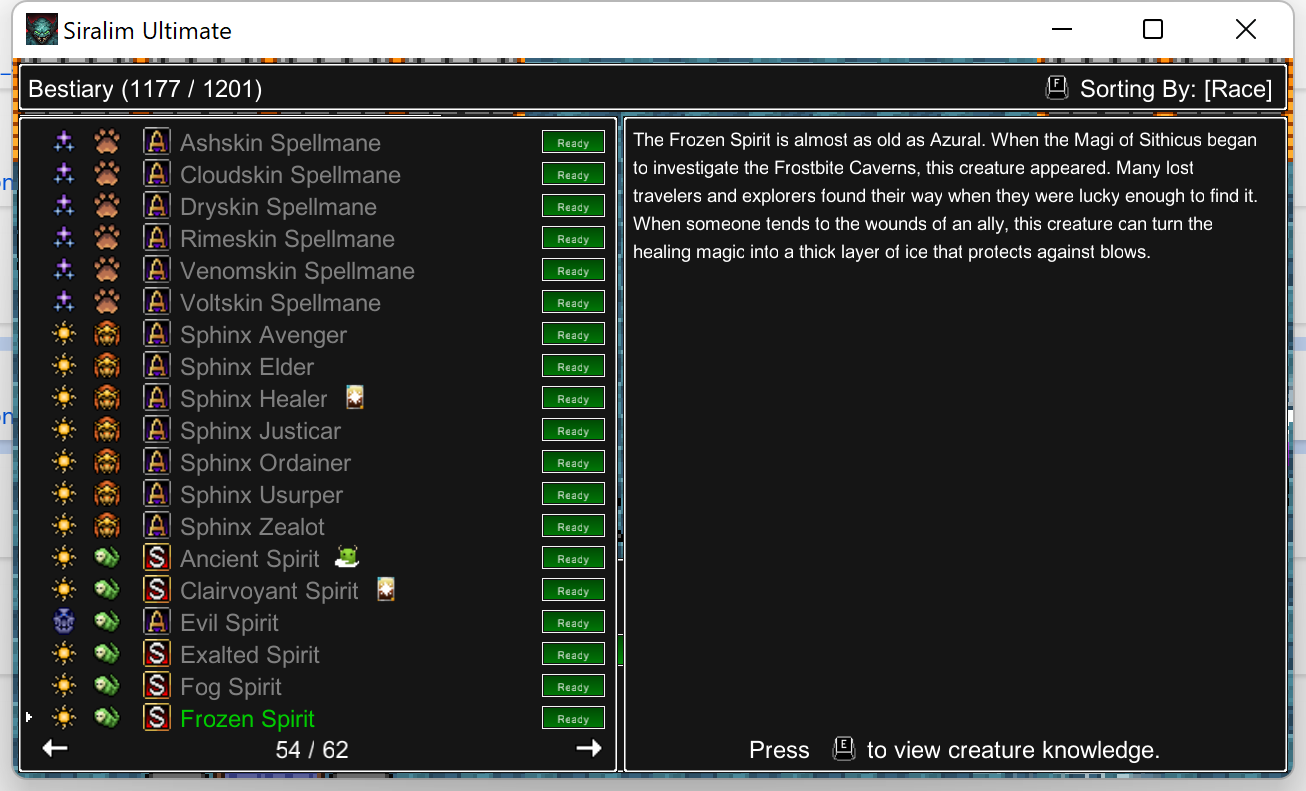 Siralim Ultimate
Bestiary (1177 / 1201)
F Sorting By: [Race]
A Ashskin Spellmane Ready
A Cloudskin Spellmane Ready
A Dryskin Spellmane Ready
A Rimeskin Spellmane Ready
A Venomskin Spellmane Ready
A Voltskin Spellmane Ready
A Sphinx Avenger Ready
A Sphinx Elder Ready
A Sphinx Healer Ready
A Sphinx Justicar Ready
A Sphinx Ordainer Ready
A Sphinx Usurper Ready
A Sphinx Zealot Ready
S Ancient Spirit Ready
S Clairvoyant Spirit Ready
A Evil Spirit Ready
S Exalted Spirit Ready
S Fog Spirit Ready
S Frozen Spirit Ready
54 / 62
The Frozen Spirit is almost as old as Azural. When the Magi of Sithicus began
to investigate the Frostbite Caverns, this creature appeared. Many lost
travelers and explorers found their way when they were lucky enough to find it.
When someone tends to the wounds of an ally, this creature can turn the
healing magic into a thick layer of ice that protects against blows.
Press E to view creature knowledge.